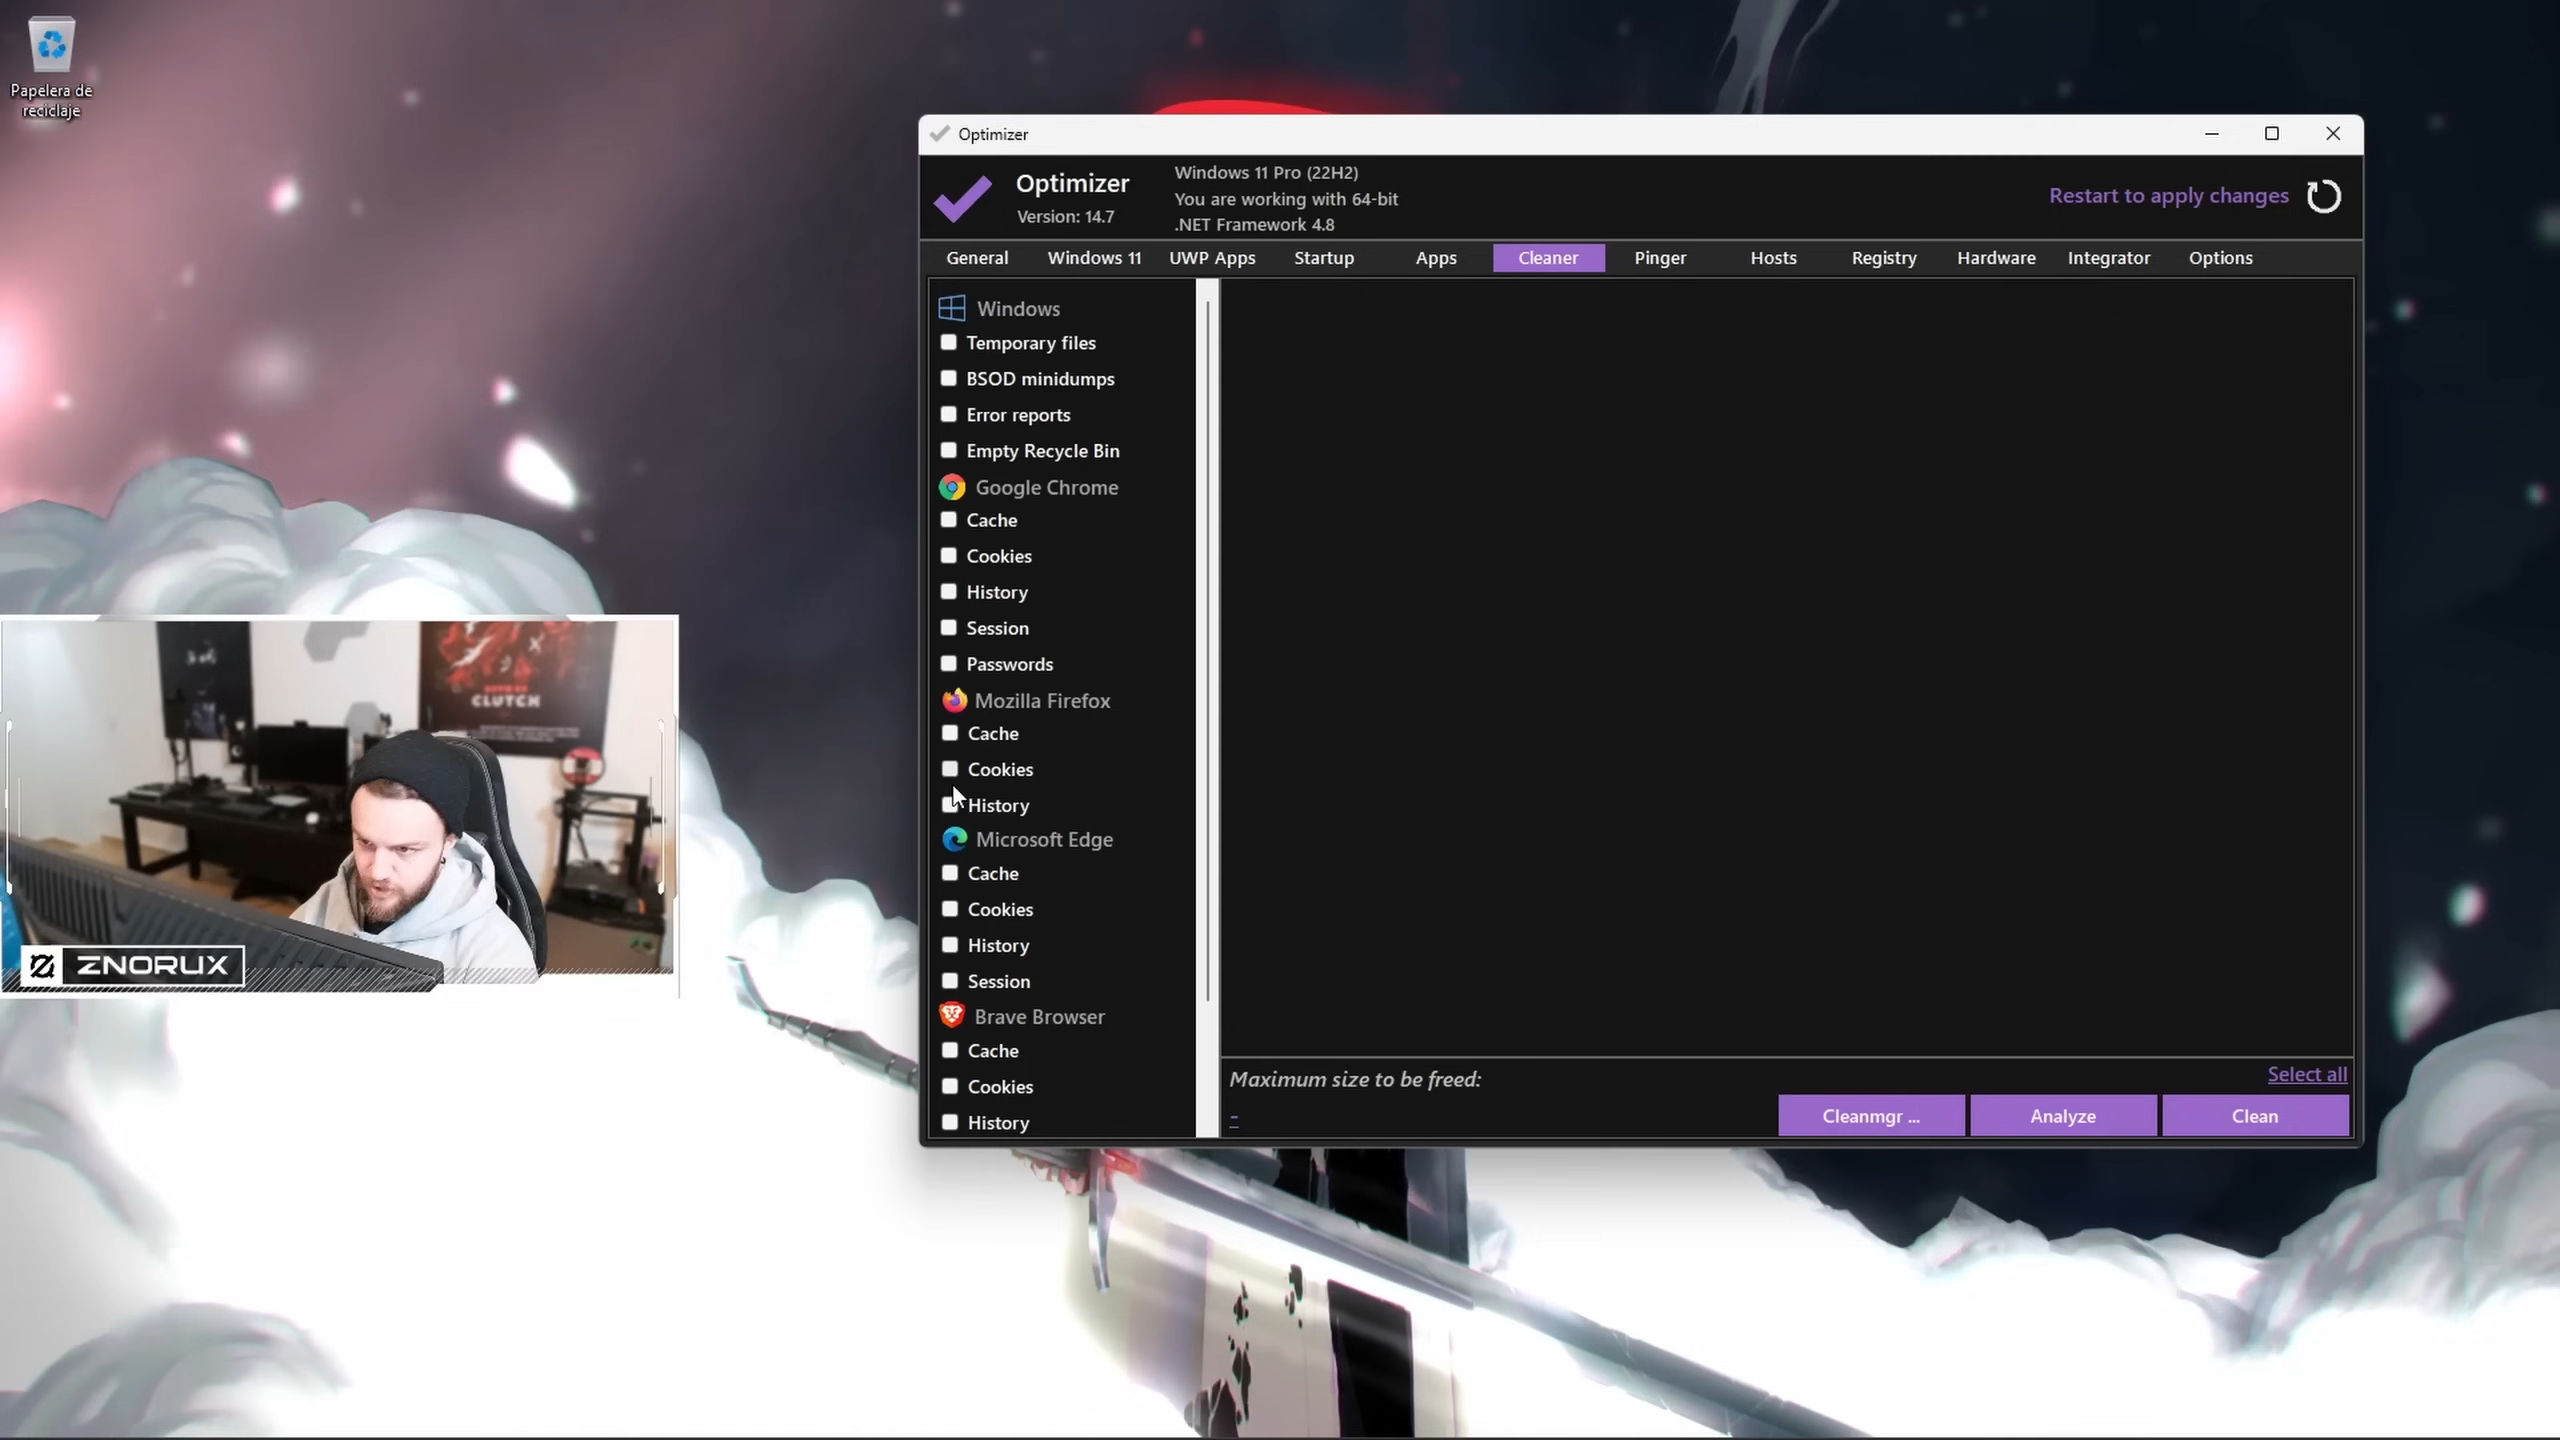 Papelera de
reciclaje
Optimizer
Optimizer
Version: 14.7
Windows 11 Pro (22H2)
You are working with 64-bit
.NET Framework 4.8
Restart to apply changes
General Windows 11 UWP Apps Startup Apps Cleaner Pinger Hosts Registry Hardware Integrator Options
Windows
Temporary files
BSOD minidumps
Error reports
Empty Recycle Bin
Google Chrome
Cache
Cookies
History
Session
Passwords
Mozilla Firefox
Cache
Cookies
History
Microsoft Edge
Cache
Cookies
History
Session
Brave Browser
Cache
Cookies
History
Maximum size to be freed:
-
Select all
Cleanmgr ... Analyze Clean
CLUTCH
ZNORUX